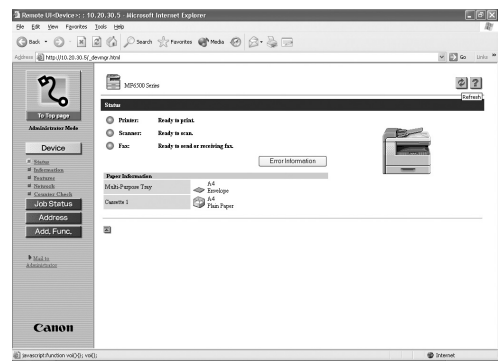 Remote UI<Device>: : 10.20.30.5 - Microsoft Internet Explorer
File Edit View Favorites Tools Help
Back Search Favorites Media
Address http://10.20.30.5/_devmgr.html Go Links »
MF6500 Series
Refresh
To Top page
Administrator Mode
Device
Status
Information
Features
Network
Counter Check
Job Status
Address
Add. Func.
Mail to
Administrator
Canon
Status
Printer: Ready to print.
Scanner: Ready to scan.
Fax: Ready to send or receiving fax.
Error Information
Paper Information
Multi-Purpose Tray A4
Envelope
Cassette 1 A4
Plain Paper
javascript:function voi(){}; voi();
Internet